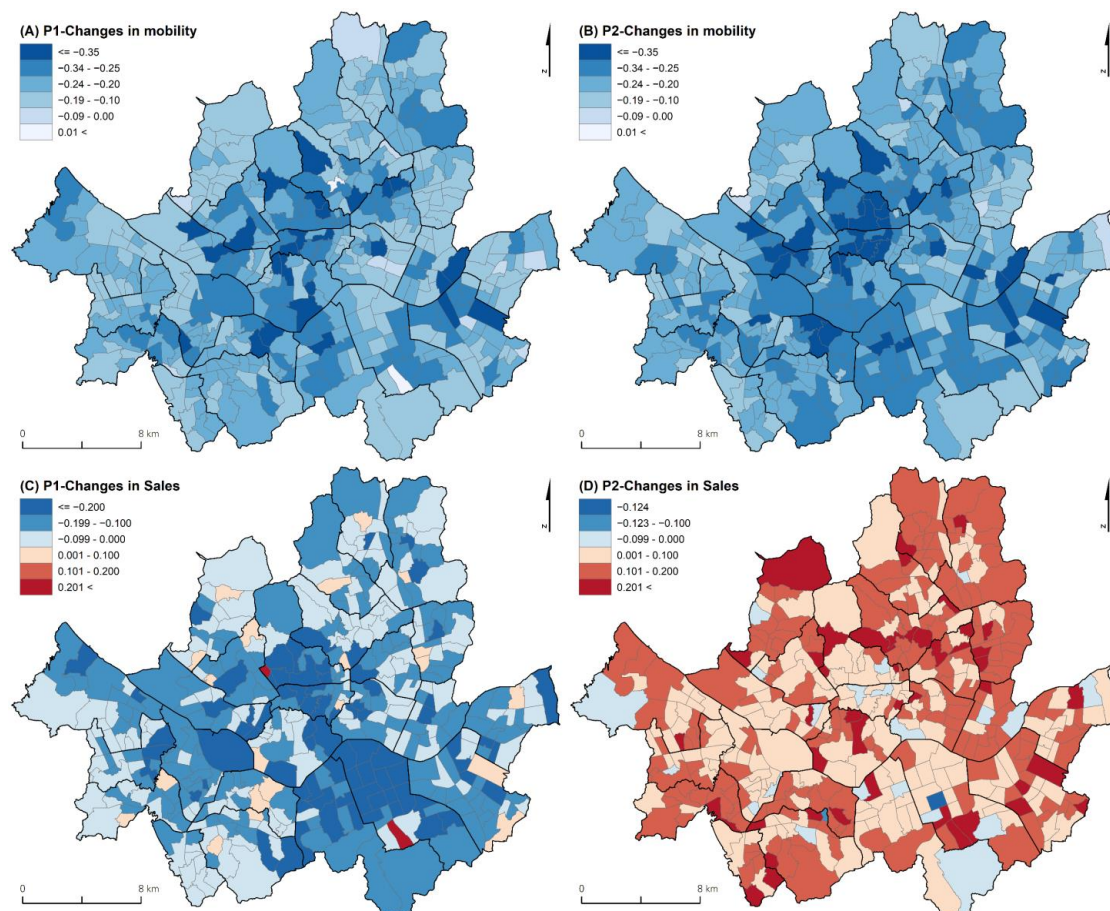 (A) P1-Changes in mobility
<= −0.35
−0.34 - −0.25
−0.24 - −0.20
−0.19 - −0.10
−0.09 - 0.00
0.01 <
z
0
8 km
(B) P2-Changes in mobility
<= −0.35
−0.34 - −0.25
−0.24 - −0.20
−0.19 - −0.10
−0.09 - 0.00
0.01 <
z
0
8 km
(C) P1-Changes in Sales
<= −0.200
−0.199 - −0.100
−0.099 - 0.000
0.001 - 0.100
0.101 - 0.200
0.201 <
z
0
8 km
(D) P2-Changes in Sales
−0.124
−0.123 - −0.100
−0.099 - 0.000
0.001 - 0.100
0.101 - 0.200
0.201 <
z
0
8 km